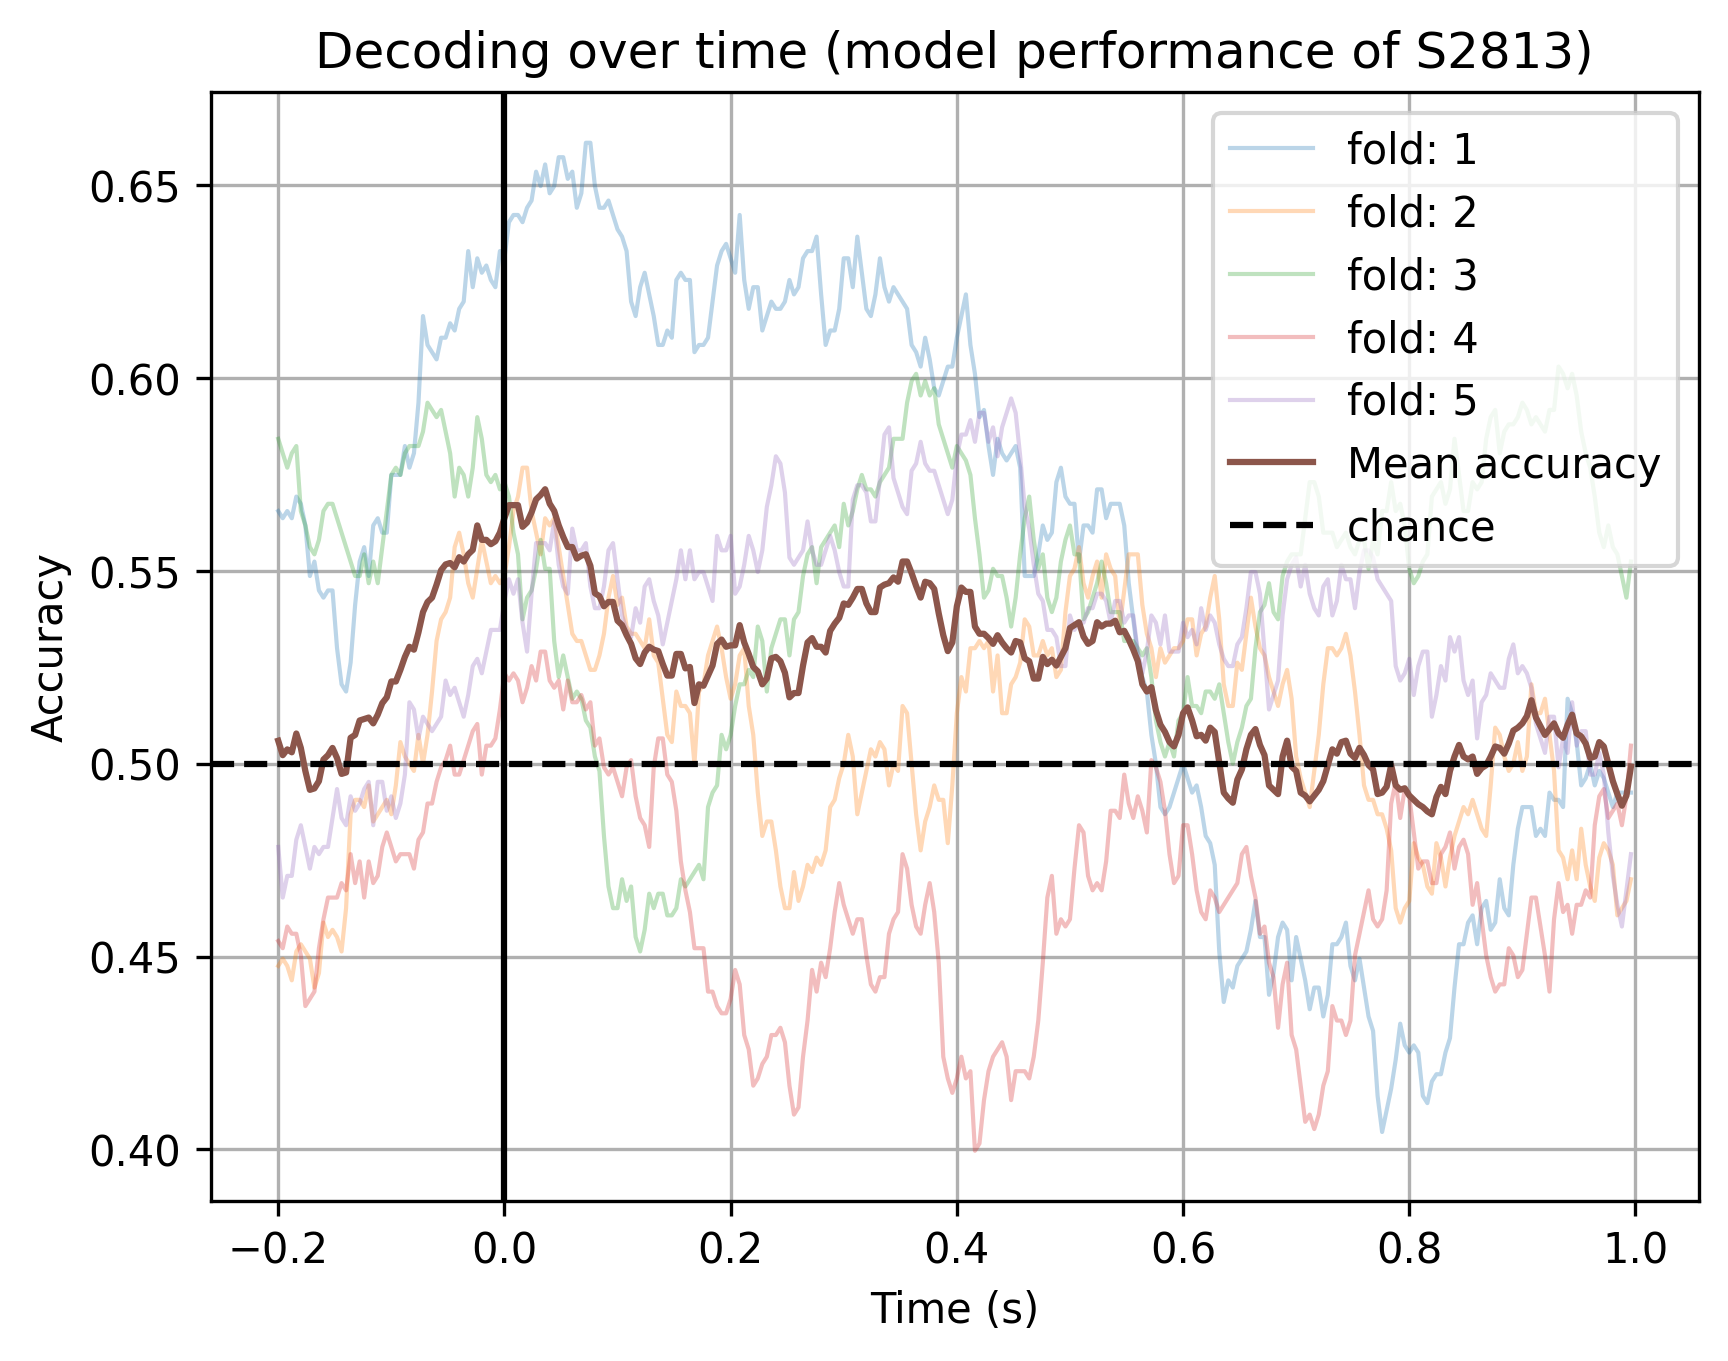 Decoding over time (model performance of S2813)
Accuracy
0.65
0.60
0.55
0.50
0.45
0.40
fold: 1
fold: 2
fold: 3
fold: 4
fold: 5
Mean accuracy
chance
−0.2 0.0 0.2 0.4 0.6 0.8 1.0
Time (s)